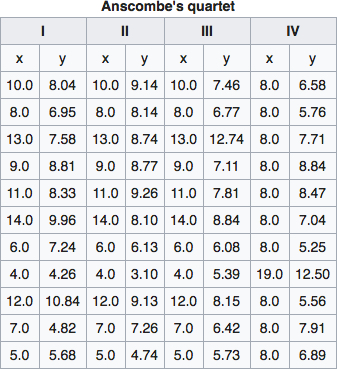 Anscombe's quartet
I II III IV
x y x y x y x y
10.0 8.04 10.0 9.14 10.0 7.46 8.0 6.58
8.0 6.95 8.0 8.14 8.0 6.77 8.0 5.76
13.0 7.58 13.0 8.74 13.0 12.74 8.0 7.71
9.0 8.81 9.0 8.77 9.0 7.11 8.0 8.84
11.0 8.33 11.0 9.26 11.0 7.81 8.0 8.47
14.0 9.96 14.0 8.10 14.0 8.84 8.0 7.04
6.0 7.24 6.0 6.13 6.0 6.08 8.0 5.25
4.0 4.26 4.0 3.10 4.0 5.39 19.0 12.50
12.0 10.84 12.0 9.13 12.0 8.15 8.0 5.56
7.0 4.82 7.0 7.26 7.0 6.42 8.0 7.91
5.0 5.68 5.0 4.74 5.0 5.73 8.0 6.89